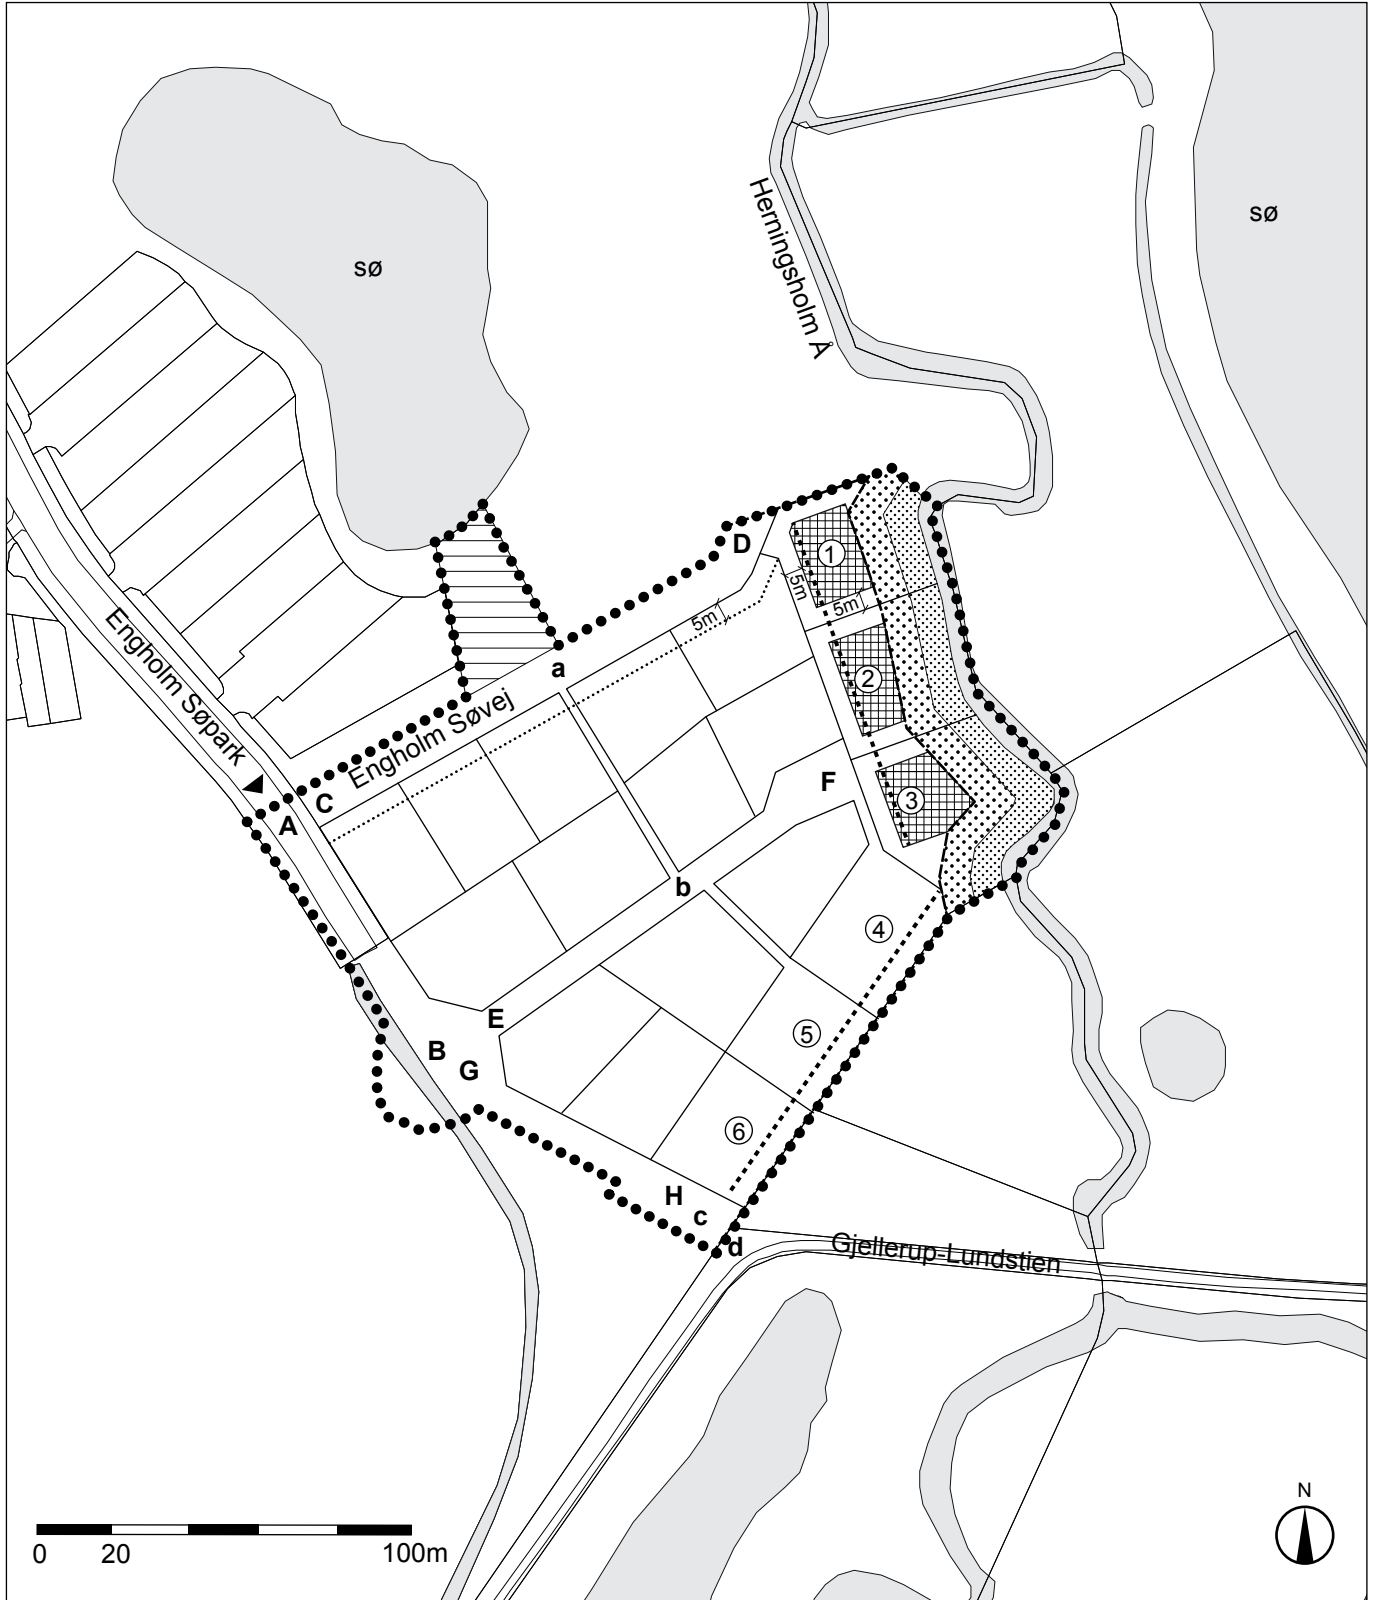 sø
sø
Herningsholm Å
D
1
5m
5m
5m
Engholm Søpark
a
2
Engholm Søvej
C
A
F
3
b
4
E
5
B
G
6
H
c
d
Gjellerup-Lundstien
N
0 20 100m